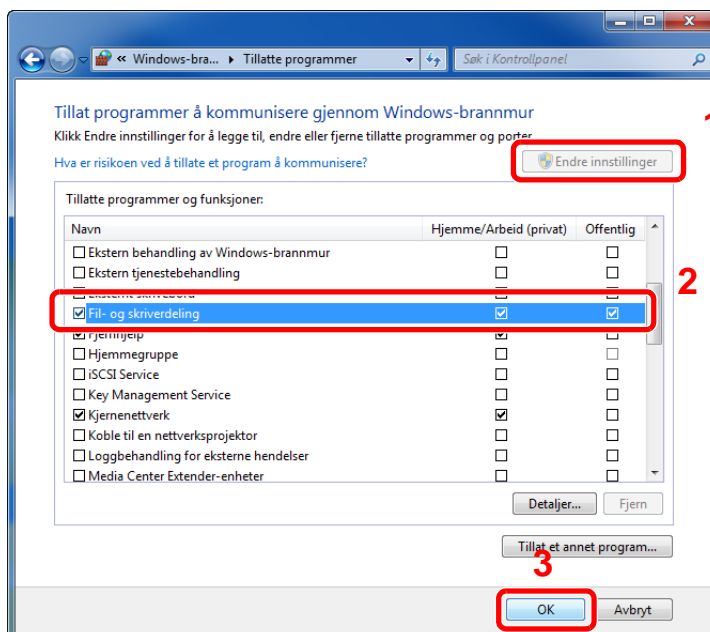 « Windows-bra... Tillatte programmer
Søk i Kontrollpanel
Tillat programmer å kommunisere gjennom Windows-brannmur
1
Klikk Endre innstillinger for å legge til, endre eller fjerne tillatte programmer og porter
Hva er risikoen ved å tillate et program å kommunisere?
Endre innstillinger
Tillatte programmer og funksjoner:
Navn Hjemme/Arbeid (privat) Offentlig
Ekstern behandling av Windows-brannmur
Ekstern tjenestebehandling
2
Eksternt skrivebord
Fil- og skriverdeling
Fjernhjelp
Hjemmegruppe
iSCSI Service
Key Management Service
Kjernenettverk
Koble til en nettverksprojektor
Loggbehandling for eksterne hendelser
Media Center Extender-enheter
Detaljer... Fjern
Tillat et annet program...
3
OK Avbryt